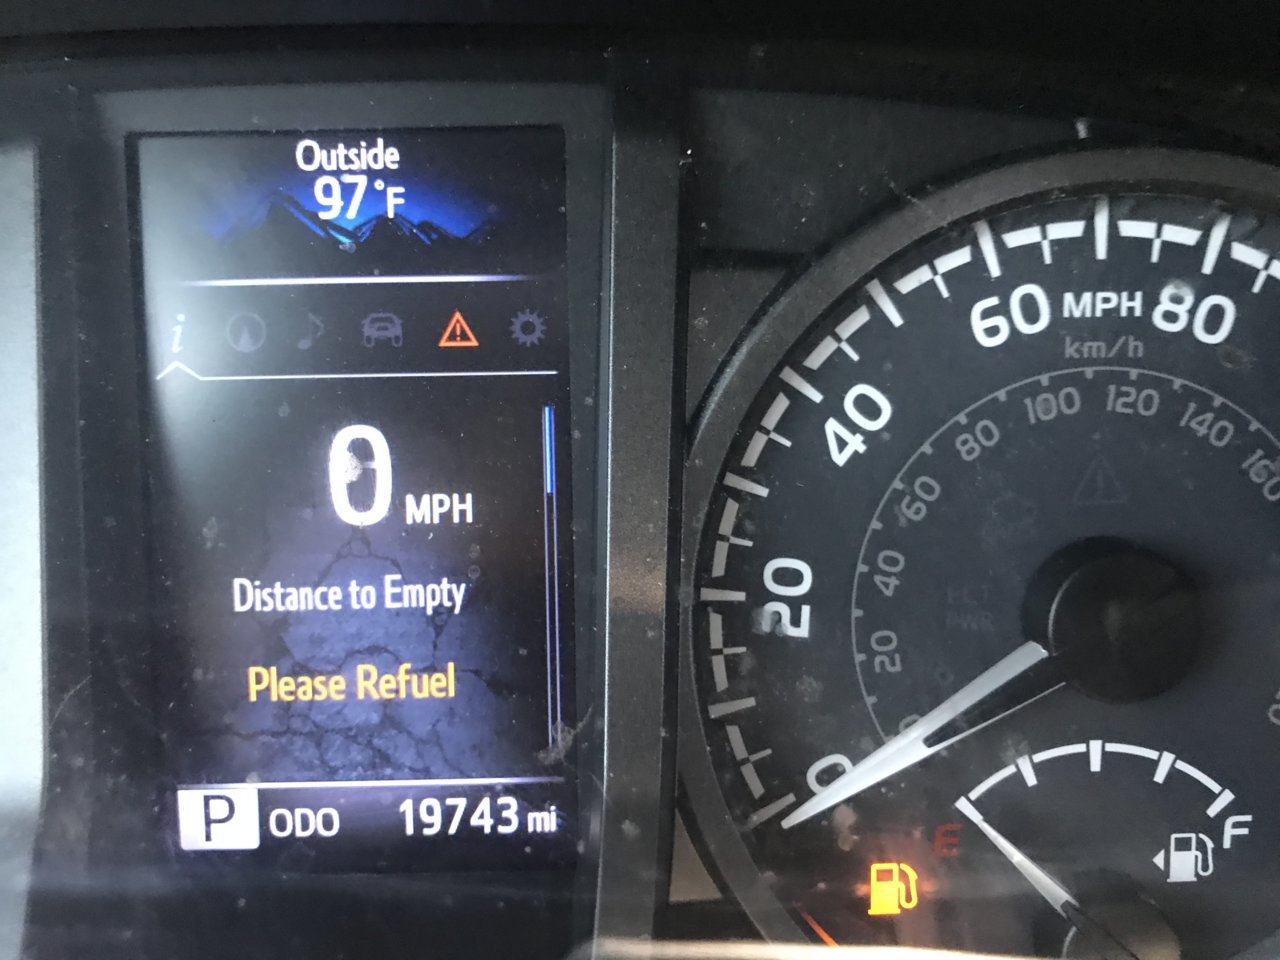 Outside
97°F
i
0 MPH
Distance to Empty
Please Refuel
P ODO 19743 mi
0
20
40
60 MPH 80
km/h
20
40
60
80
100
120
140
160
E
F